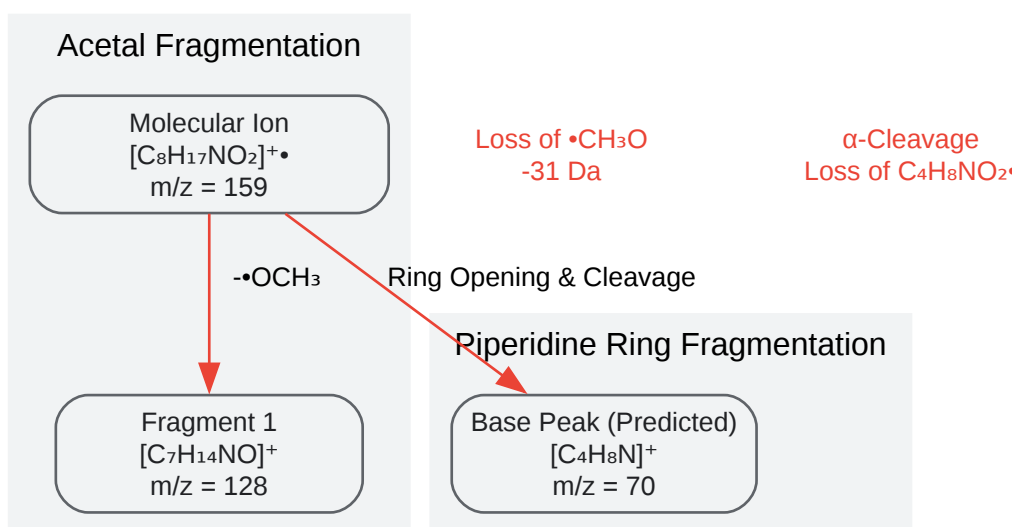 Acetal Fragmentation
Molecular Ion
[C₈H₁₇NO₂]⁺•
m/z = 159
Loss of •CH₃O
-31 Da
α-Cleavage
Loss of C₄H₈NO₂•
-•OCH₃
Ring Opening & Cleavage
Piperidine Ring Fragmentation
Fragment 1
[C₇H₁₄NO]⁺
m/z = 128
Base Peak (Predicted)
[C₄H₈N]⁺
m/z = 70